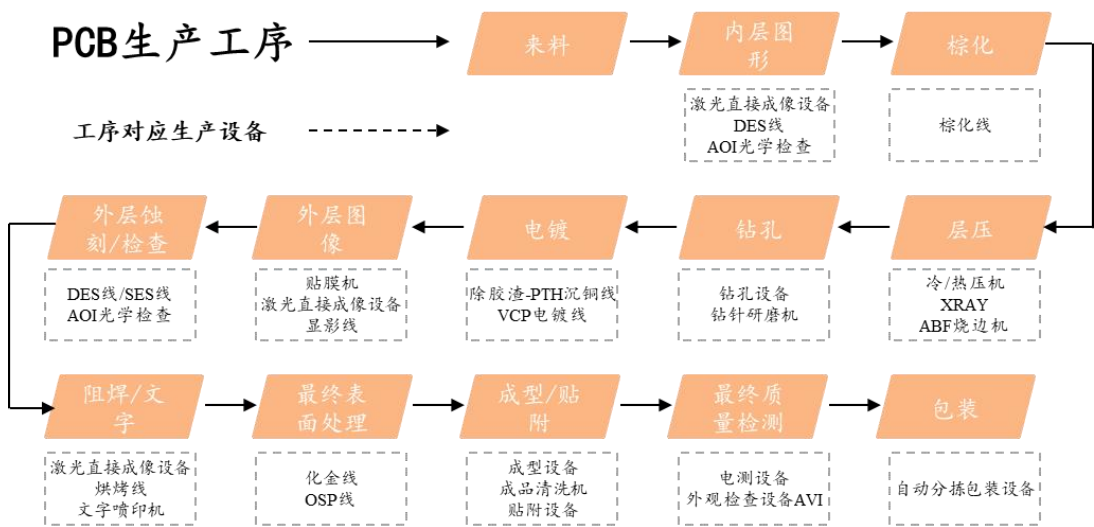 PCB生产工序
来料
内层图
形
棕化
激光直接成像设备
DES线
AOI光学检查
棕化线
工序对应生产设备
外层蚀
刻/检查
外层图
像
电镀
钻孔
层压
DES线/SES线
AOI光学检查
贴膜机
激光直接成像设备
显影线
除胶渣-PTH沉铜线
VCP电镀线
钻孔设备
钻针研磨机
冷/热压机
XRAY
ABF烧边机
阻焊/文
字
最终表
面处理
成型/贴
附
最终质
量检测
包装
激光直接成像设备
烘烤线
文字喷印机
化金线
OSP线
成型设备
成品清洗机
贴附设备
电测设备
外观检查设备AVI
自动分拣包装设备